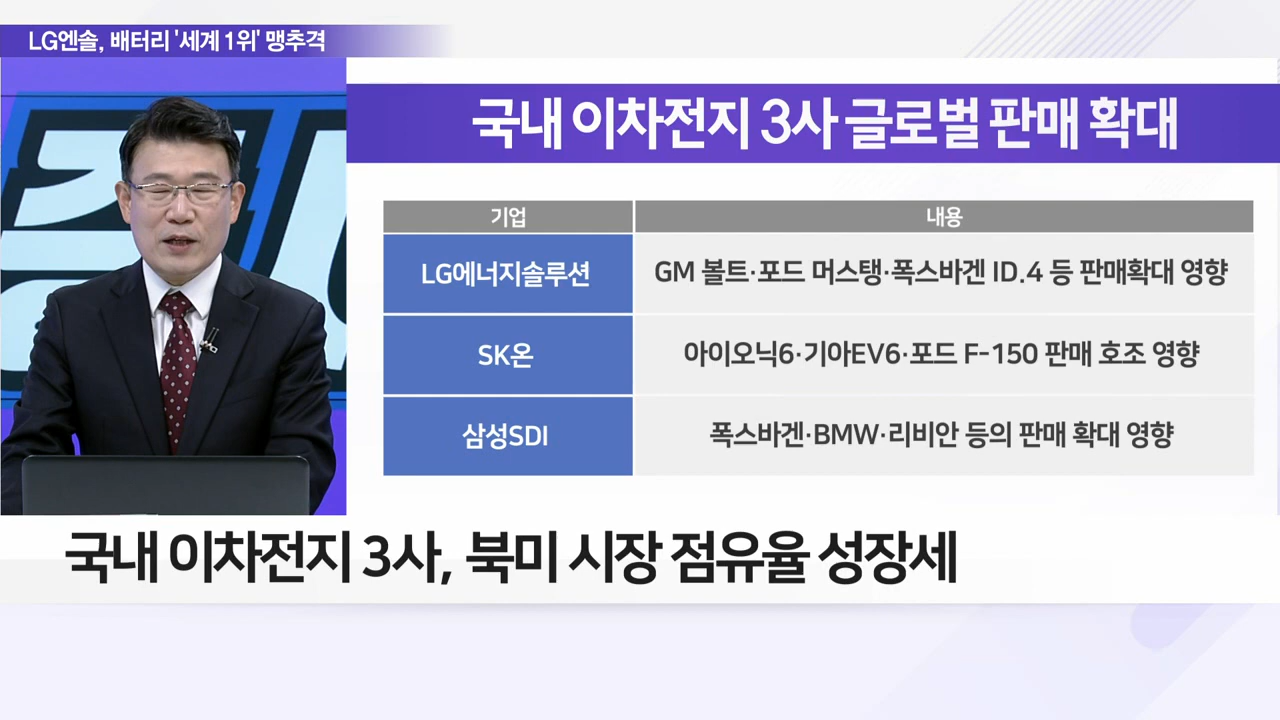 LG엔솔, 배터리 '세계 1위' 맹추격
국내 이차전지 3사 글로벌 판매 확대
기업 내용
LG에너지솔루션 GM 볼트·포드 머스탱·폭스바겐 ID.4 등 판매확대 영향
SK온 아이오닉6·기아EV6·포드 F-150 판매 호조 영향
삼성SDI 폭스바겐·BMW·리비안 등의 판매 확대 영향
국내 이차전지 3사, 북미 시장 점유율 성장세